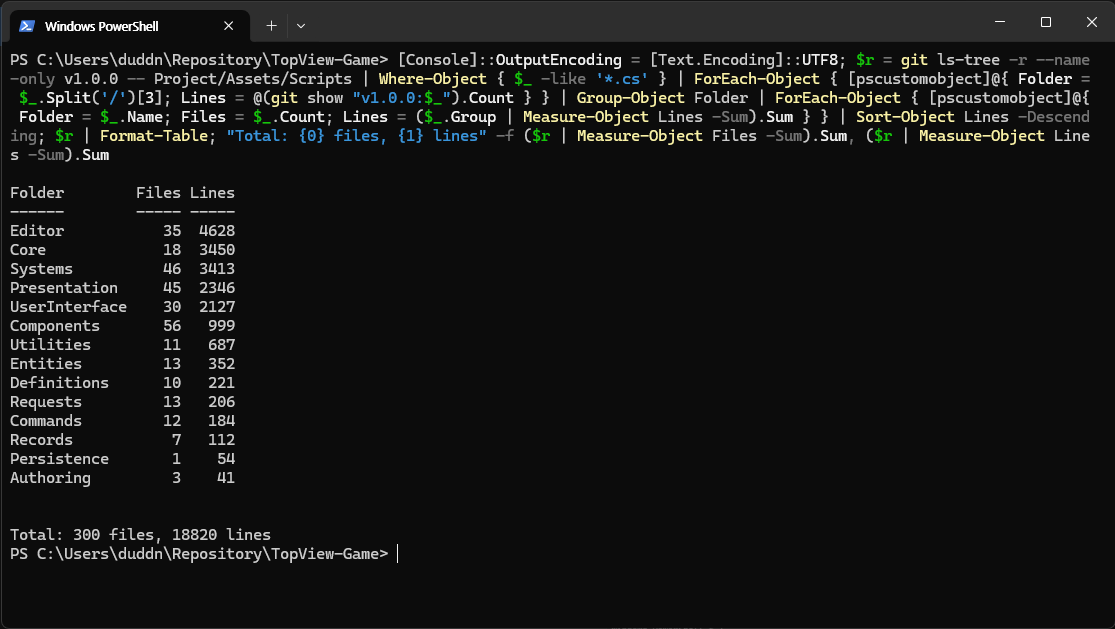 Windows PowerShell
PS C:\Users\duddn\Repository\TopView-Game> [Console]::OutputEncoding = [Text.Encoding]::UTF8; $r = git ls-tree -r --name
-only v1.0.0 -- Project/Assets/Scripts | Where-Object { $_ -like '*.cs' } | ForEach-Object { [pscustomobject]@{ Folder =
 $_.Split('/')[3]; Lines = @(git show "v1.0.0:$_").Count } } | Group-Object Folder | ForEach-Object { [pscustomobject]@{
 Folder = $_.Name; Files = $_.Count; Lines = ($_.Group | Measure-Object Lines -Sum).Sum } } | Sort-Object Lines -Descend
ing; $r | Format-Table; "Total: {0} files, {1} lines" -f ($r | Measure-Object Files -Sum).Sum, ($r | Measure-Object Line
s -Sum).Sum
Folder        Files Lines
------        ----- -----
Editor           35  4628
Core             18  3450
Systems          46  3413
Presentation     45  2346
UserInterface    30  2127
Components       56   999
Utilities        11   687
Entities         13   352
Definitions      10   221
Requests         13   206
Commands         12   184
Records           7   112
Persistence       1    54
Authoring         3    41
Total: 300 files, 18820 lines
PS C:\Users\duddn\Repository\TopView-Game>